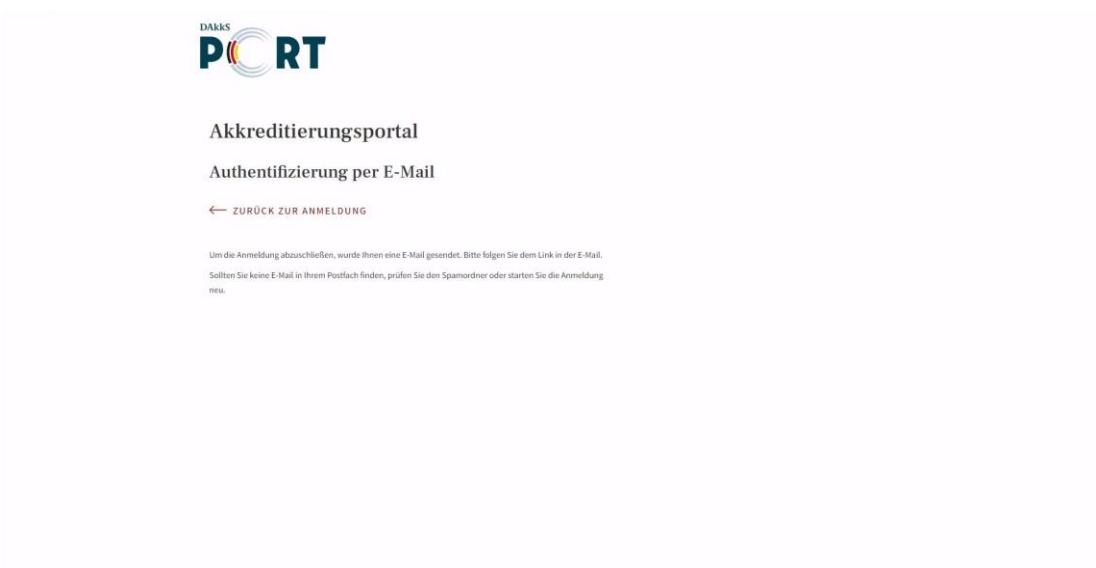 DAkkS
PORT
Akkreditierungsportal
Authentifizierung per E-Mail
ZURÜCK ZUR ANMELDUNG
Um die Anmeldung abzuschließen, wurde Ihnen eine E-Mail gesendet. Bitte folgen Sie dem Link in der E-Mail.
Sollten Sie keine E-Mail in Ihrem Postfach finden, prüfen Sie den Spamordner oder starten Sie die Anmeldung
neu.